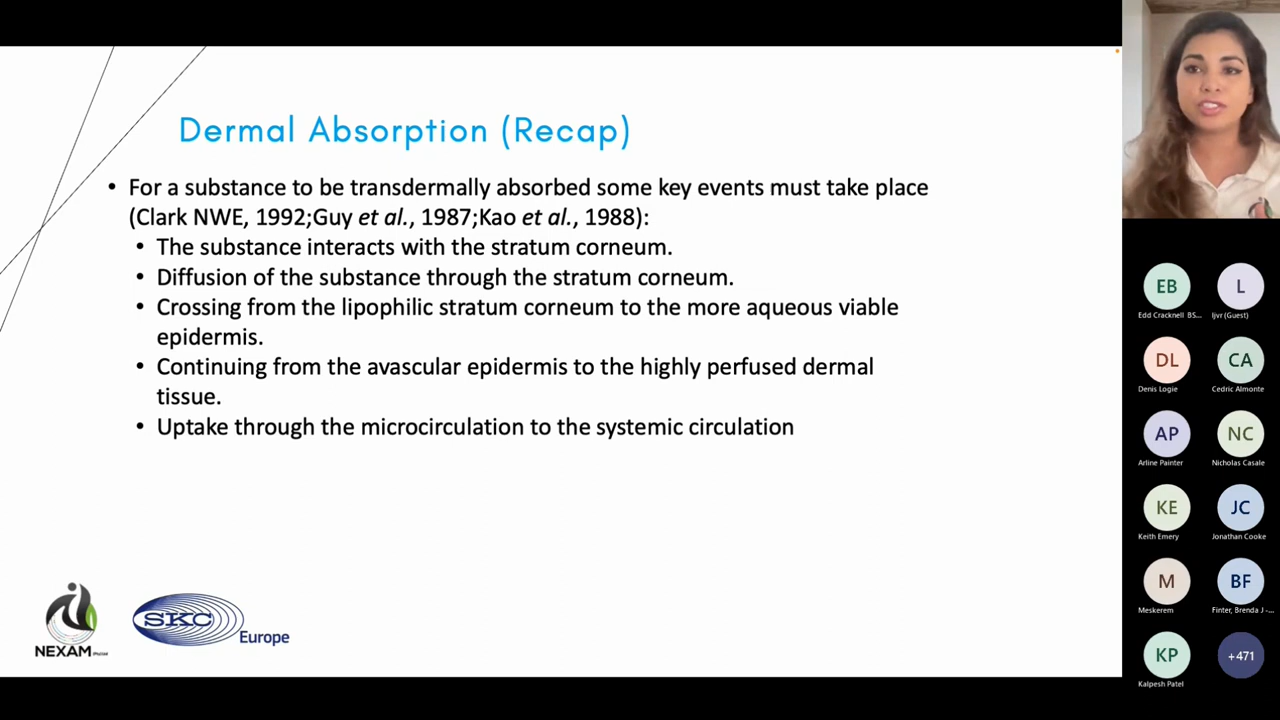 Dermal Absorption (Recap)
• For a substance to be transdermally absorbed some key events must take place
(Clark NWE, 1992;Guy et al., 1987;Kao et al., 1988):
• The substance interacts with the stratum corneum.
• Diffusion of the substance through the stratum corneum.
• Crossing from the lipophilic stratum corneum to the more aqueous viable
epidermis.
• Continuing from the avascular epidermis to the highly perfused dermal
tissue.
• Uptake through the microcirculation to the systemic circulation
NEXAM
SKC
Europe
EB
L
Edd Cracknell BS...
ljvr (Guest)
DL
CA
Denis Logie
Cedric Almonte
AP
NC
Arline Painter
Nicholas Casale
KE
JC
Keith Emery
Jonathan Cooke
M
BF
Meskerem
Finter, Brenda J -...
KP
+471
Kalpesh Patel